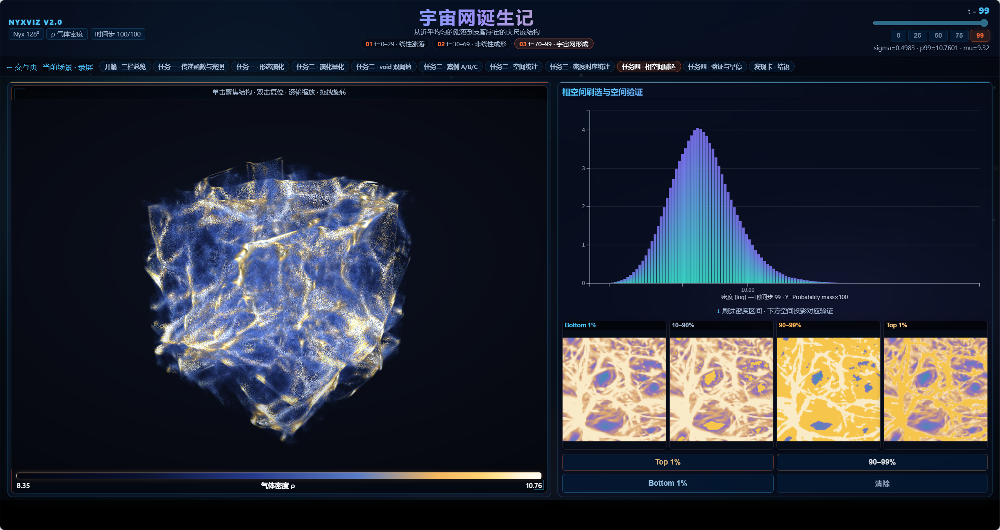 NYXVIZ V2.0
Nyx 128³ ρ 气体密度 时间步 100/100
宇宙网诞生记
从近乎均匀的涨落到支配宇宙的大尺度结构
01 t=0–29 · 线性涨落 02 t=30–69 · 非线性成形 03 t=70–99 · 宇宙网形成
t = 99
0 25 50 75 99
sigma=0.4983 · p99=10.7601 · mu=9.32
← 交互页 当前场景 · 录屏 开篇 · 三栏总览 任务一 · 传递函数与光照 任务一 · 形态演化 任务二 · 演化量化 任务二 · void 双阈值 任务二 · 案例 A/B/C 任务二 · 空间统计 任务三 · 密度时序统计 任务四 · 相空间刷选 任务四 · 验证与早停 发现卡 · 结语
单击聚焦结构 · 双击复位 · 滚轮缩放 · 拖拽旋转
8.35 气体密度 ρ 10.76
相空间刷选与空间验证
4
3
2
1
0
10.00
密度 (log) — 时间步 99 · Y=Probability mass×100
↓ 刷选密度区间 · 下方空间投影对应验证
Bottom 1% 10–90% 90–99% Top 1%
Top 1% 90–99%
Bottom 1% 清除